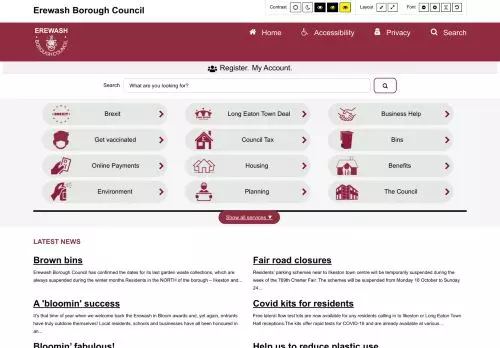 Erewash Borough Council
Contrast
Layout
Font
EREWASH
BOROUGH COUNCIL
Home
Accessibility
Privacy
Search
Register. My Account.
Search
What are you looking for?
Brexit
Long Eaton Town Deal
Business Help
Get vaccinated
Council Tax
Bins
Online Payments
Housing
Benefits
Environment
Planning
The Council
Show all services ▼
LATEST NEWS
Brown bins
Erewash Borough Council has confirmed the dates for its last garden waste collections, which are
always suspended during the winter months Residents in the NORTH of the borough – Ilkeston and...
Fair road closures
Residents' parking schemes near to Ilkeston town centre will be temporarily suspended during the
week of the 769th Charter Fair. The schemes will be suspended from Monday 18 October to Sunday
24...
A 'bloomin' success
It's that time of year when we welcome back the Erewash in Bloom awards and, yet again, entrants
have truly outdone themselves! Local residents, schools and businesses have all been honoured in
an...
Covid kits for residents
Free lateral flow test kits are now available for any residents calling in to Ilkeston or Long Eaton Town
Hall receptions The kits offer rapid tests for COVID-19 and are already available at various...
Bloomin' fabulous!
Help us to reduce plastic use